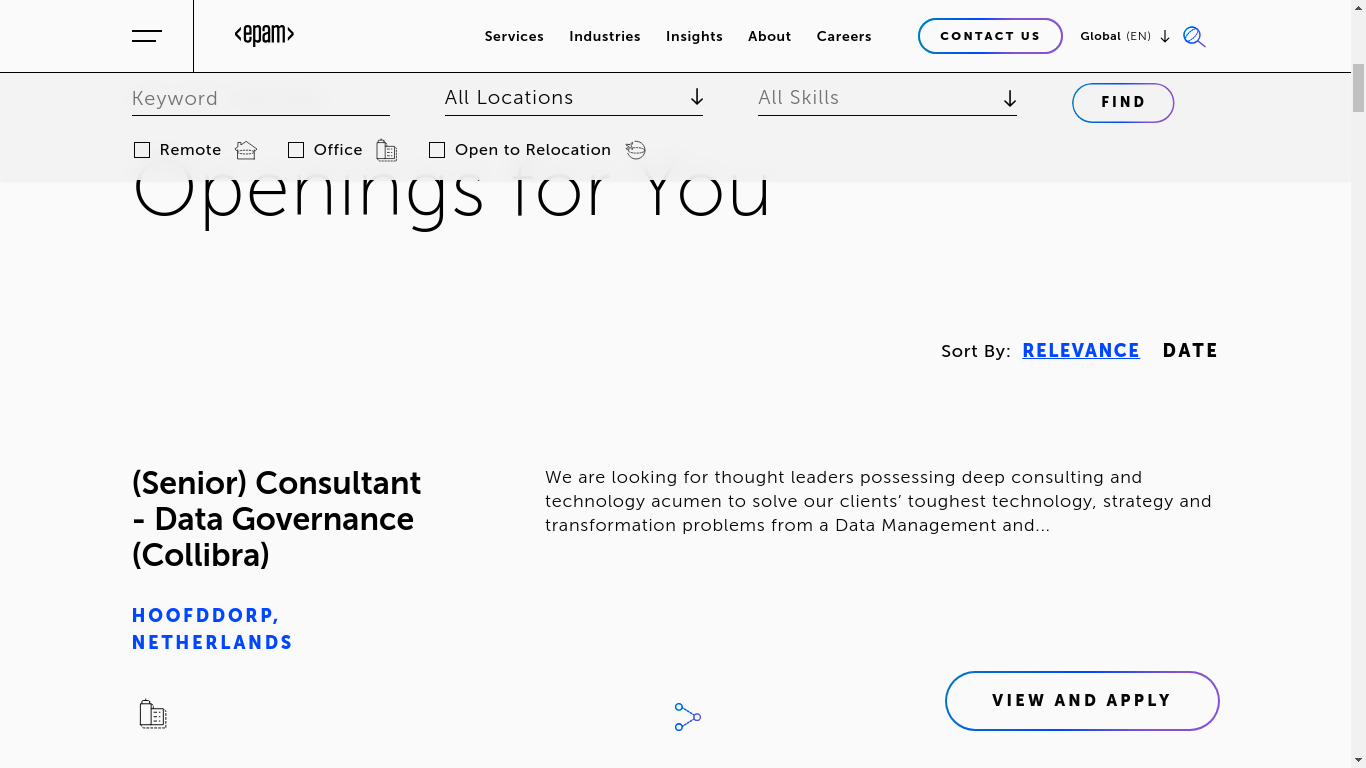 <epam>
Services Industries Insights About Careers CONTACT US Global (EN)
Keyword All Locations All Skills FIND
Remote Office Open to Relocation
Openings for You
Sort By: RELEVANCE DATE
(Senior) Consultant
- Data Governance
(Collibra)
We are looking for thought leaders possessing deep consulting and
technology acumen to solve our clients’ toughest technology, strategy and
transformation problems from a Data Management and...
HOOFDDORP,
NETHERLANDS
VIEW AND APPLY